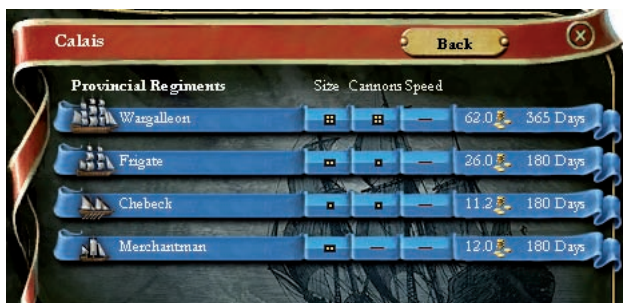 Calais Back
Provincial Regiments Size Cannons Speed
Wargalleon 62.0 365 Days
Frigate 26.0 180 Days
Chebeck 11.2 180 Days
Merchantman 12.0 180 Days